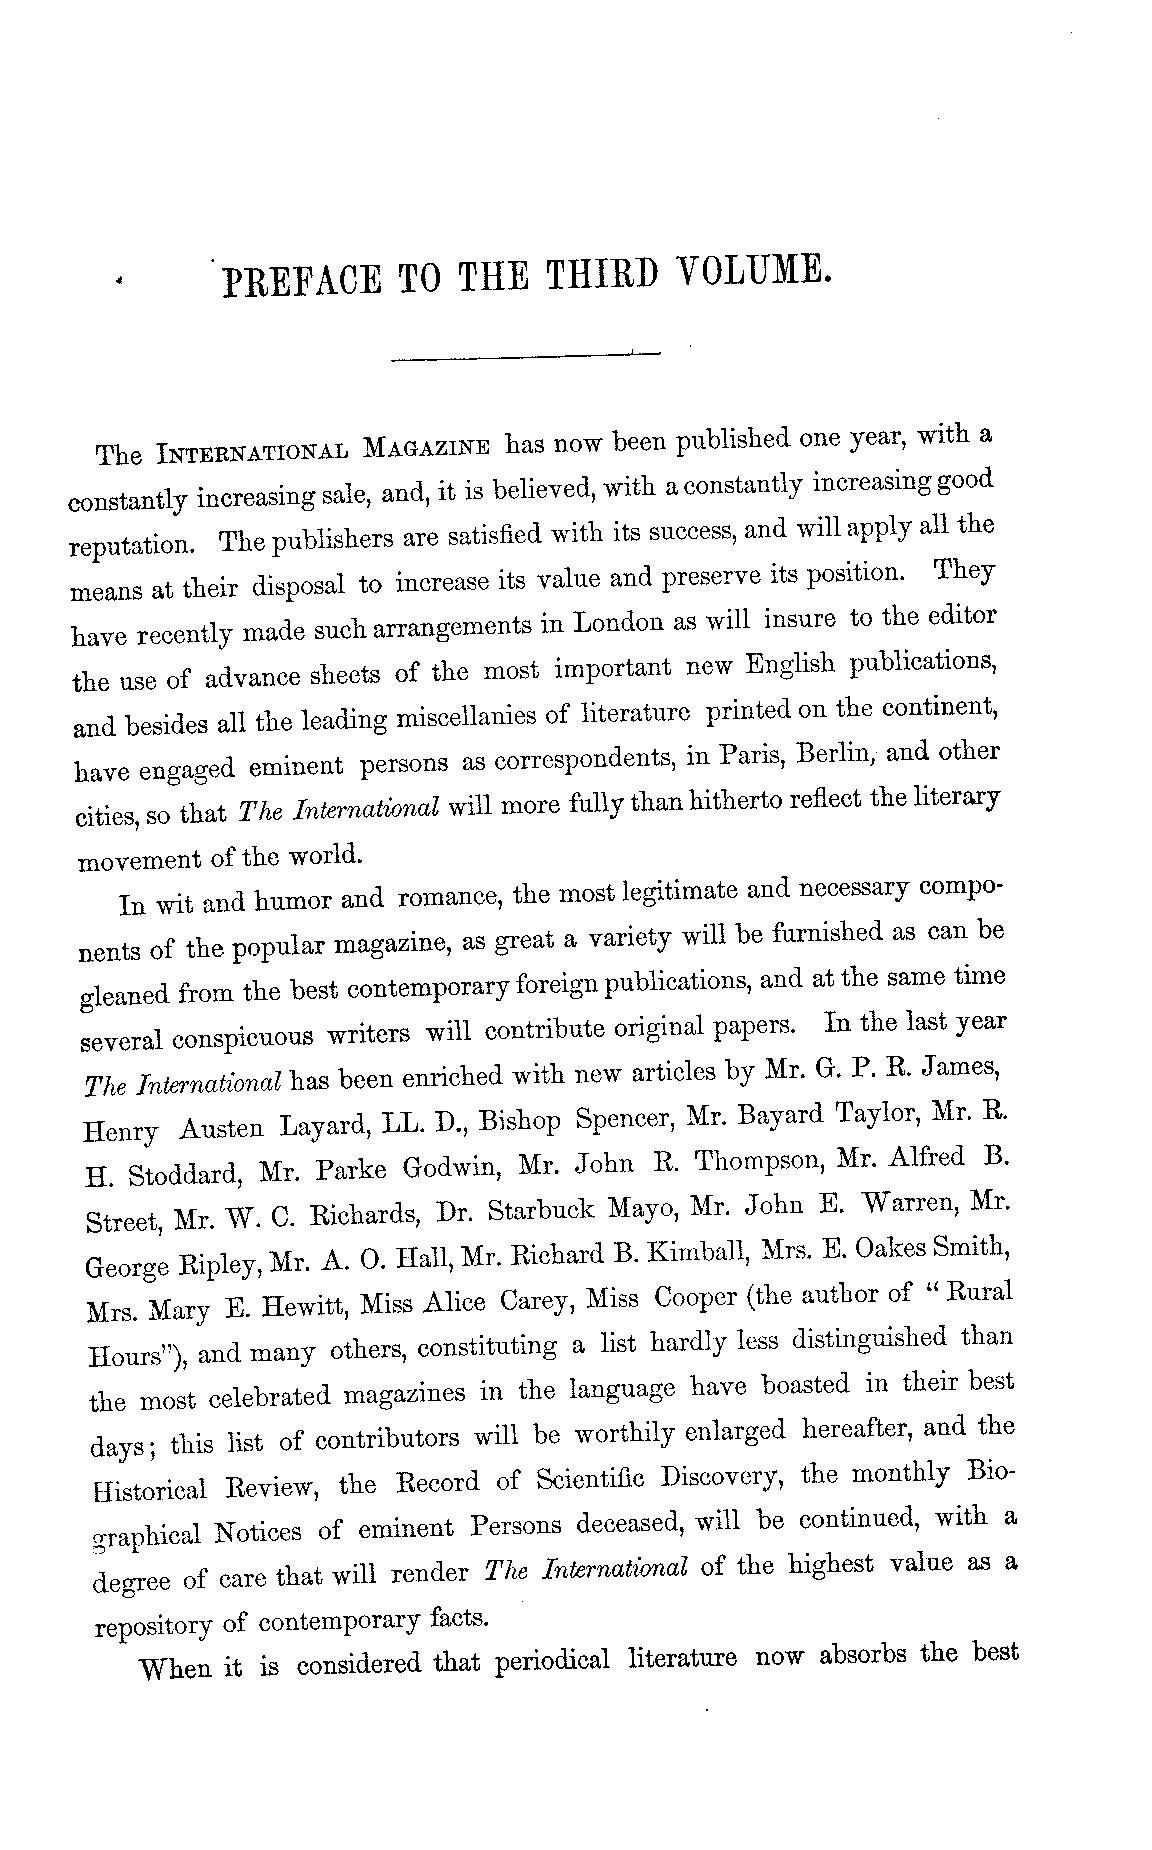 PREFACE TO THE THIRD VOLUME.
The INTERNATIONAL MAGAZINE has now been published one year, with a
constantly increasing sale, and, it is believed, with a constantly increasing good
reputation. The publishers are satisfied with its success, and will apply all the
means at their disposal to increase its value and preserve its position. They
have recently made such arrangements in London as will insure to the editor
the use of advance sheets of the most important new English publications,
and besides all the leading miscellanies of literature printed on the continent,
have engaged eminent persons as correspondents, in Paris, Berlin, and other
cities, so that The International will more fully than hitherto reflect the literary
movement of the world.
In wit and humor and romance, the most legitimate and necessary compo-
nents of the popular magazine, as great a variety will be furnished as can be
gleaned from the best contemporary foreign publications, and at the same time
several conspicuous writers will contribute original papers. In the last year
The International has been enriched with new articles by Mr. G. P. R. James,
Henry Austen Layard, LL. D., Bishop Spencer, Mr. Bayard Taylor, Mr. R.
H. Stoddard, Mr. Parke Godwin, Mr. John R. Thompson, Mr. Alfred B.
Street, Mr. W. C. Richards, Dr. Starbuck Mayo, Mr. John E. Warren, Mr.
George Ripley, Mr. A. O. Hall, Mr. Richard B. Kimball, Mrs. E. Oakes Smith,
Mrs. Mary E. Hewitt, Miss Alice Carey, Miss Cooper (the author of “Rural
Hours”), and many others, constituting a list hardly less distinguished than
the most celebrated magazines in the language have boasted in their best
days; this list of contributors will be worthily enlarged hereafter, and the
Historical Review, the Record of Scientific Discovery, the monthly Bio-
graphical Notices of eminent Persons deceased, will be continued, with a
degree of care that will render The International of the highest value as a
repository of contemporary facts.
When it is considered that periodical literature now absorbs the best